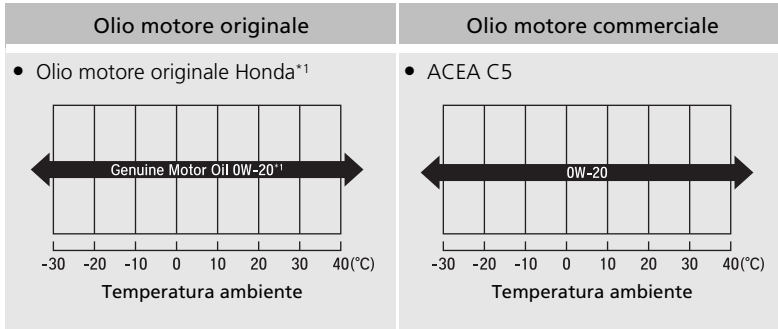 Olio motore originale
Olio motore commerciale
● Olio motore originale Honda*1
Genuine Motor Oil 0W-20*1
-30 -20 -10 0 10 20 30 40(°C)
Temperatura ambiente
● ACEA C5
0W-20
-30 -20 -10 0 10 20 30 40(°C)
Temperatura ambiente